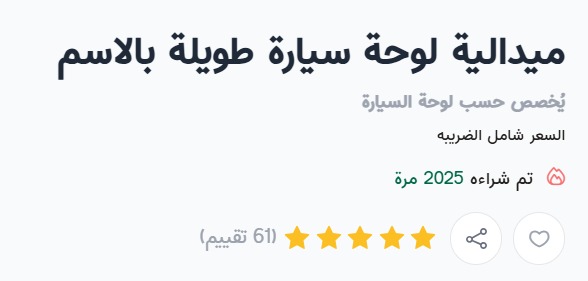 ميدالية لوحة سيارة طويلة بالاسم
يُخصص حسب لوحة السيارة
السعر شامل الضريبه
تم شراءه 2025 مرة
(61 تقييم)